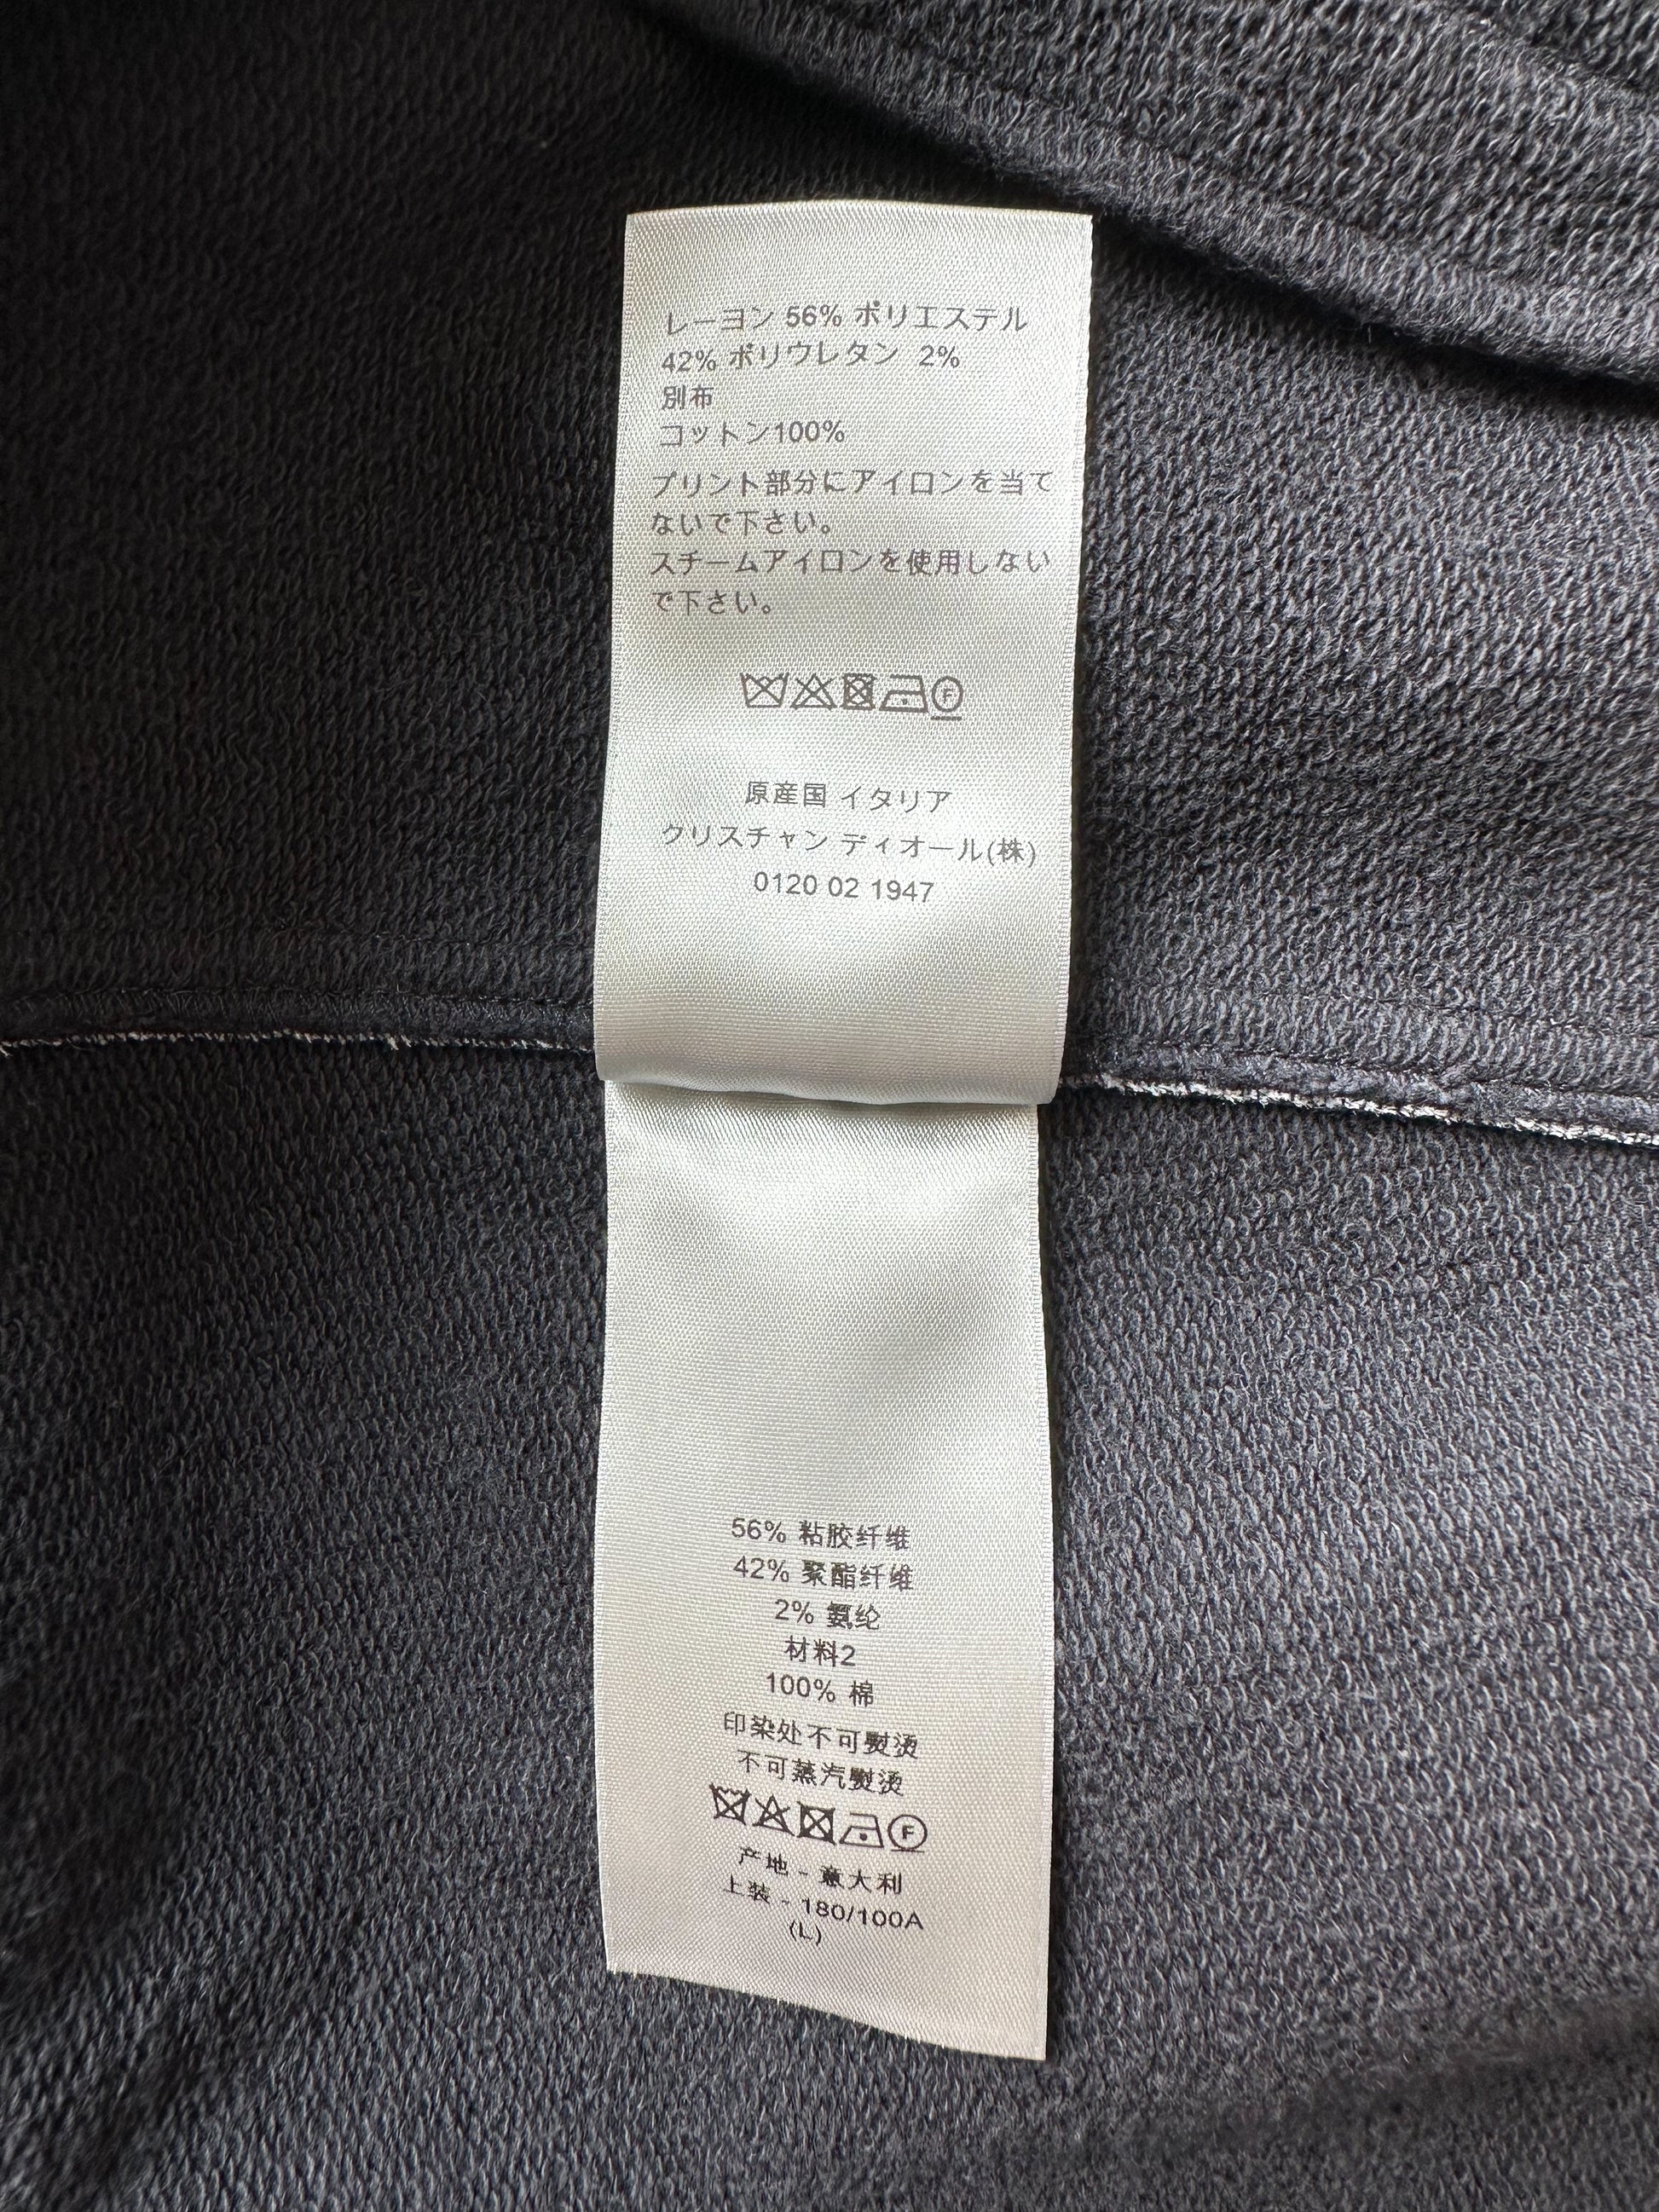 レーヨン 56% ポリエステル
42% ポリウレタン 2%
別布
コットン100%
プリント部分にアイロンを当て
ないで下さい。
スチームアイロンを使用しない
で下さい。
F
原産国 イタリア
クリスチャン ディオール(株)
0120 02 1947
56% 粘胶纤维
42% 聚酯纤维
2% 氨纶
材料2
100% 棉
印染处不可熨烫
不可蒸汽熨烫
F
产地 - 意大利
上装 - 180/100A
(L)